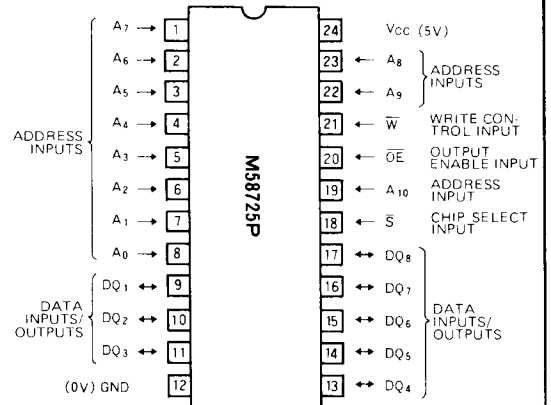 ADDRESS
INPUTS
A7
A6
A5
A4
A3
A2
A1
A0
DATA
INPUTS/
OUTPUTS
DQ1
DQ2
DQ3
(0V) GND
1
2
3
4
5
6
7
8
9
10
11
12
M58725P
24
23
22
21
20
19
18
17
16
15
14
13
VCC (5V)
A8
A9
ADDRESS
INPUTS
W̅ WRITE CON-
TROL INPUT
O̅E̅ OUTPUT
ENABLE INPUT
A10 ADDRESS
INPUT
S̅ CHIP SELECT
INPUT
DQ8
DQ7
DQ6
DQ5
DQ4
DATA
INPUTS/
OUTPUTS